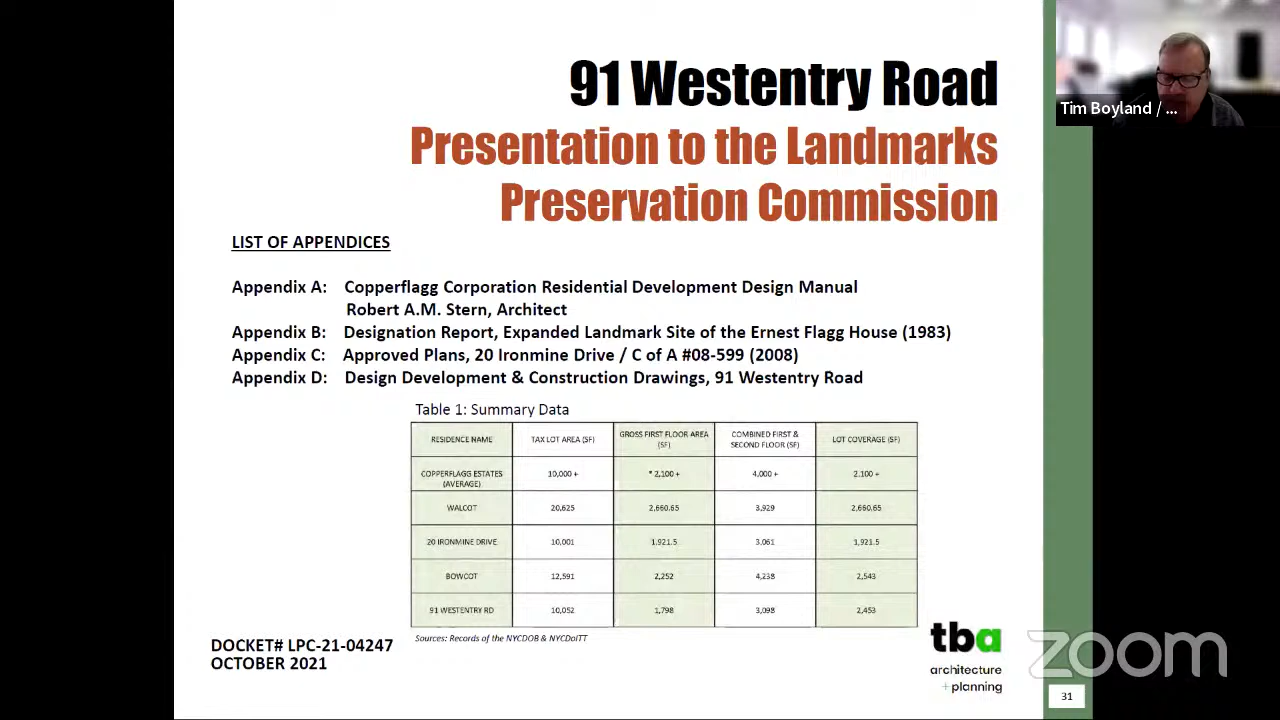 91 Westentry Road
Presentation to the Landmarks
Preservation Commission
LIST OF APPENDICES
Appendix A: Copperflagg Corporation Residential Development Design Manual
Robert A.M. Stern, Architect
Appendix B: Designation Report, Expanded Landmark Site of the Ernest Flagg House (1983)
Appendix C: Approved Plans, 20 Ironmine Drive / C of A #08-599 (2008)
Appendix D: Design Development & Construction Drawings, 91 Westentry Road
Table 1: Summary Data
RESIDENCE NAME TAX LOT AREA (SF) GROSS FIRST FLOOR AREA (SF) COMBINED FIRST & SECOND FLOOR (SF) LOT COVERAGE (SF)
COPPERFLAGG ESTATES (AVERAGE) 10,000 + * 2,100 + 4,000 + 2,100 +
WALCOT 20,625 2,660.65 3,929 2,660.65
20 IRONMINE DRIVE 10,001 1,921.5 3,061 1,921.5
BOWCOT 12,591 2,252 4,238 2,543
91 WESTENTRY RD 10,052 1,798 3,098 2,453
Sources: Records of the NYCDOB & NYCDoITT
DOCKET# LPC-21-04247
OCTOBER 2021
tba
architecture
+planning
31
Tim Boyland / ...
zoom